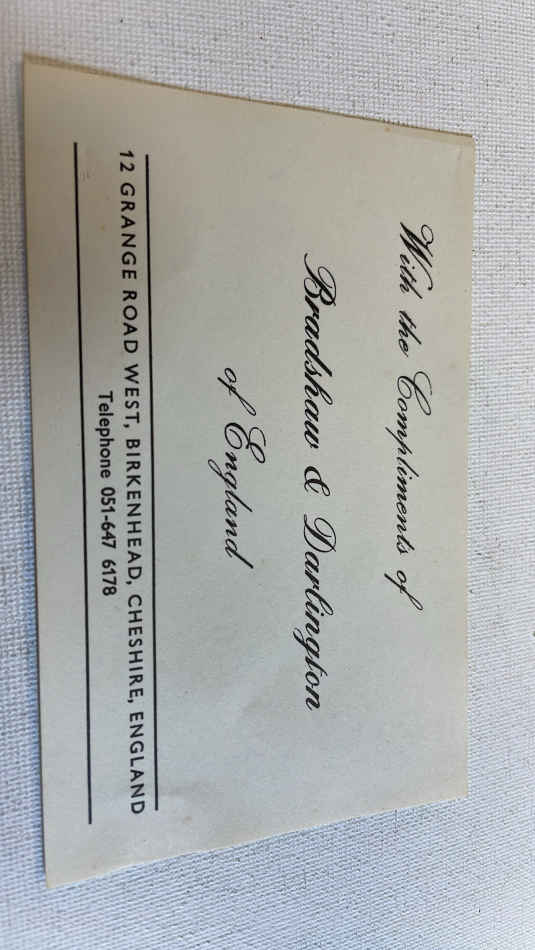 With the Compliments of
Bradshaw & Darlington
of England
12 GRANGE ROAD WEST, BIRKENHEAD, CHESHIRE, ENGLAND
Telephone 051-647 6178